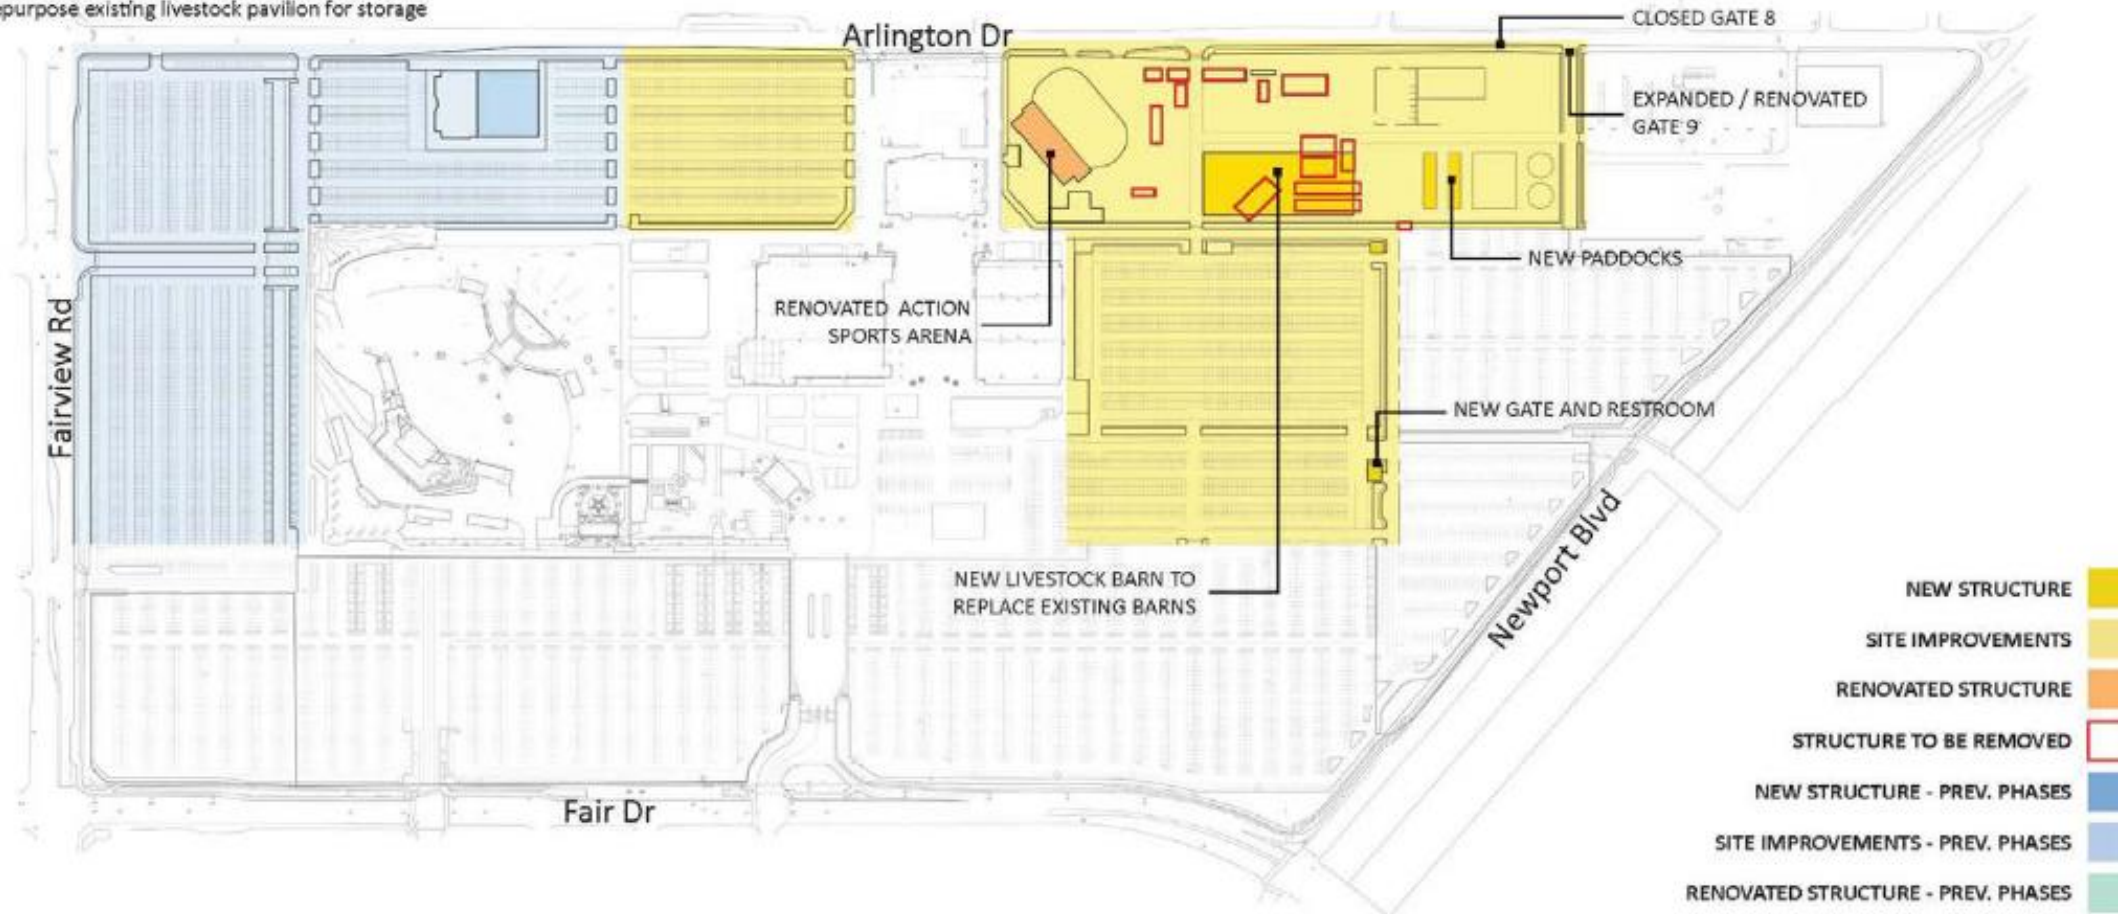 existing livestock pavilion for storage
Arlington Dr
CLOSED GATE 8
EXPANDED / RENOVATED
GATE 9
NEW PADDOCKS
RENOVATED ACTION
SPORTS ARENA
Fairview Rd
NEW GATE AND RESTROOM
NEW LIVESTOCK BARN TO
REPLACE EXISTING BARNS
Newport Blvd
Fair Dr
NEW STRUCTURE
SITE IMPROVEMENTS
RENOVATED STRUCTURE
STRUCTURE TO BE REMOVED
NEW STRUCTURE - PREV. PHASES
SITE IMPROVEMENTS - PREV. PHASES
RENOVATED STRUCTURE - PREV. PHASES